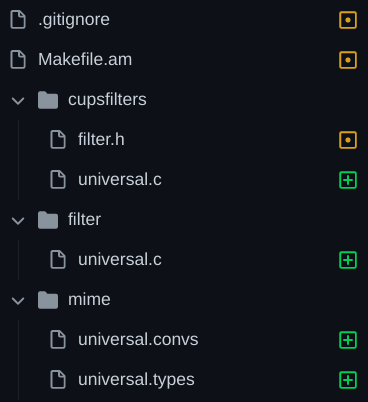 .gitignore
Makefile.am
cupsfilters
filter.h
universal.c
filter
universal.c
mime
universal.convs
universal.types